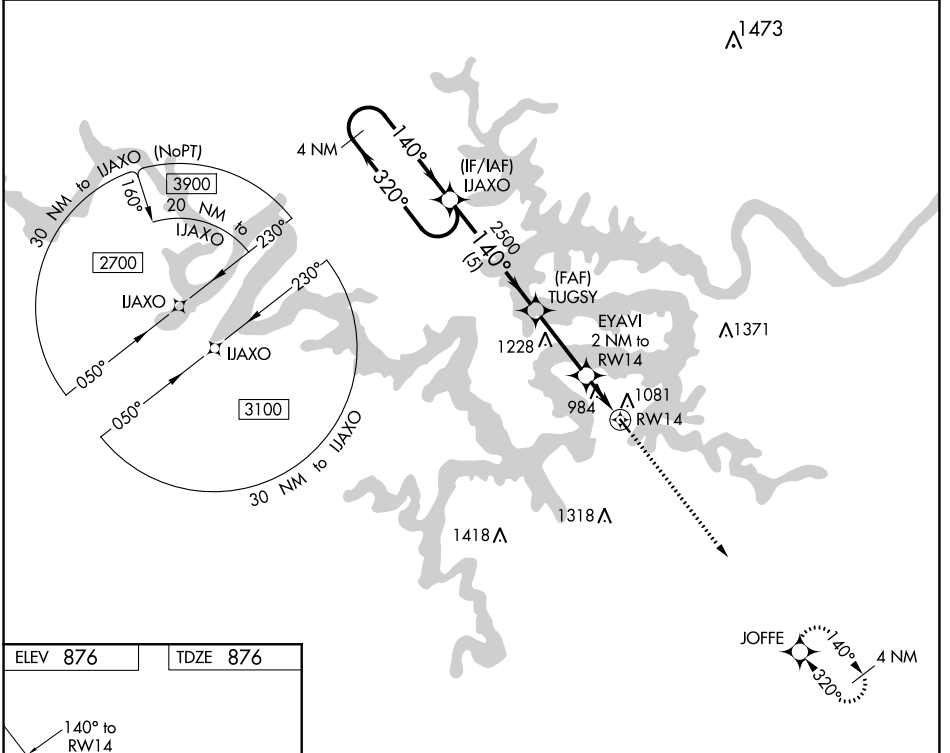 1473
4 NM
140°
320°
(IF/IAF)
IJAXO
30 NM to IJAXO (NoPT)
3900
160°
20 NM to
IJAXO
230°
2700
IJAXO
050°
2500
140°
(5)
(FAF)
TUGSY
EYAVI
2 NM to
RW14
1228
1371
984
1081
RW14
230°
IJAXO
050°
3100
30 NM to IJAXO
1418
1318
JOFFE
140°
320°
4 NM
ELEV 876
TDZE 876
140° to
RW14